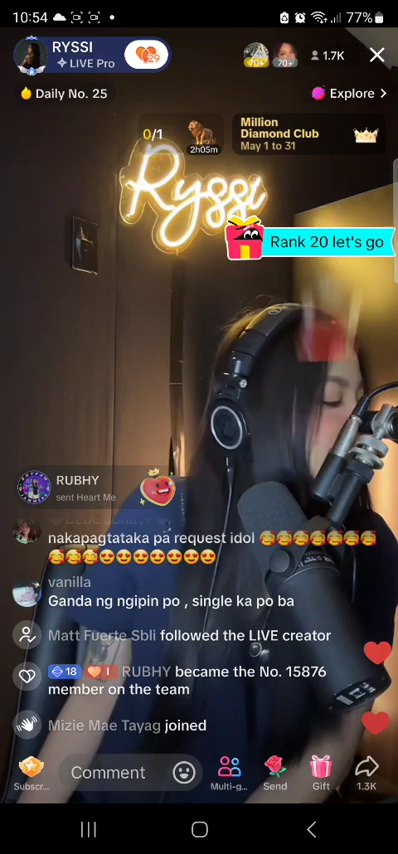 10:54
77%
RYSSI
LIVE Pro
29
70+
70+
1.7K
Daily No. 25
Explore >
0/1
2h05m
Million
Diamond Club
May 1 to 31
Ryssi
Rank 20 let's go
RUBHY
sent Heart Me
nakapagtataka pa request idol 🥰🥰🥰🥰🥰🥰
🥰🥰🥰😍😍😍😍😍😍😍
vanilla
Ganda ng ngipin po , single ka po ba
Matt Fuerte Sbli followed the LIVE creator
18 I RUBHY became the No. 15876
member on the team
Mizie Mae Tayag joined
Subscr...
Comment
Multi-g...
Send
Gift
1.3K